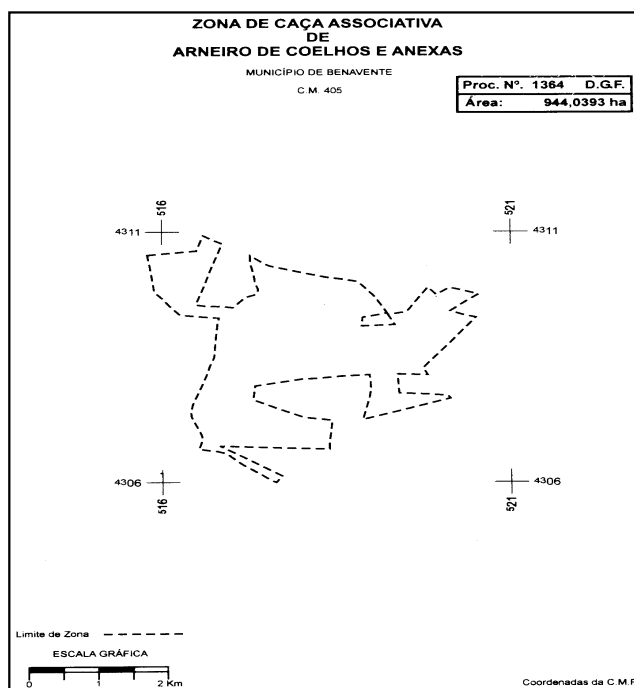 ZONA DE CAÇA ASSOCIATIVA
DE
ARNEIRO DE COELHOS E ANEXAS
MUNICÍPIO DE BENAVENTE
C.M. 405
Proc. Nº. 1364 D.G.F.
Área: 944,0393 ha
516
521
4311
4311
4306
4306
516
521
Limite de Zona
ESCALA GRÁFICA
0 1 2 Km
Coordenadas da C.M.P